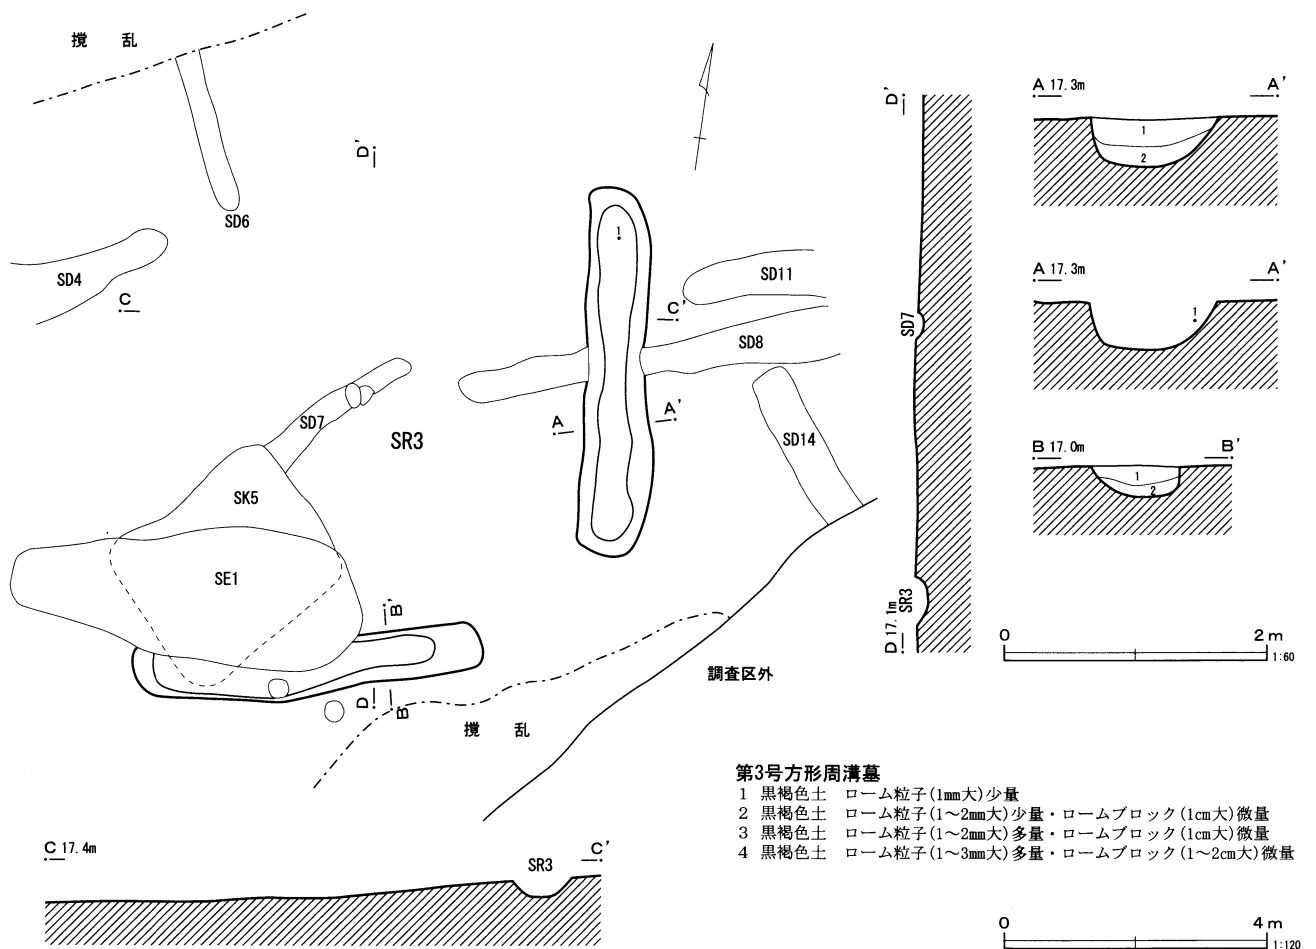 攪乱
SD6
D'
SD4
C
1
C'
SD11
SD8
SD7
SR3
A
A'
SD14
SK5
SE1
B'
D
B
攪乱
調査区外
D'
SD7
SR3
D 17.1m
A 17.3m
A'
1
2
A 17.3m
A'
1
B 17.0m
B'
1
2
0
2m
1:60
第3号方形周溝墓
1 黒褐色土 ローム粒子(1mm大)少量
2 黒褐色土 ローム粒子(1～2mm大)少量・ロームブロック(1cm大)微量
3 黒褐色土 ローム粒子(1～2mm大)多量・ロームブロック(1cm大)微量
4 黒褐色土 ローム粒子(1～3mm大)多量・ロームブロック(1～2cm大)微量
C 17.4m
SR3
C'
0
4m
1:120